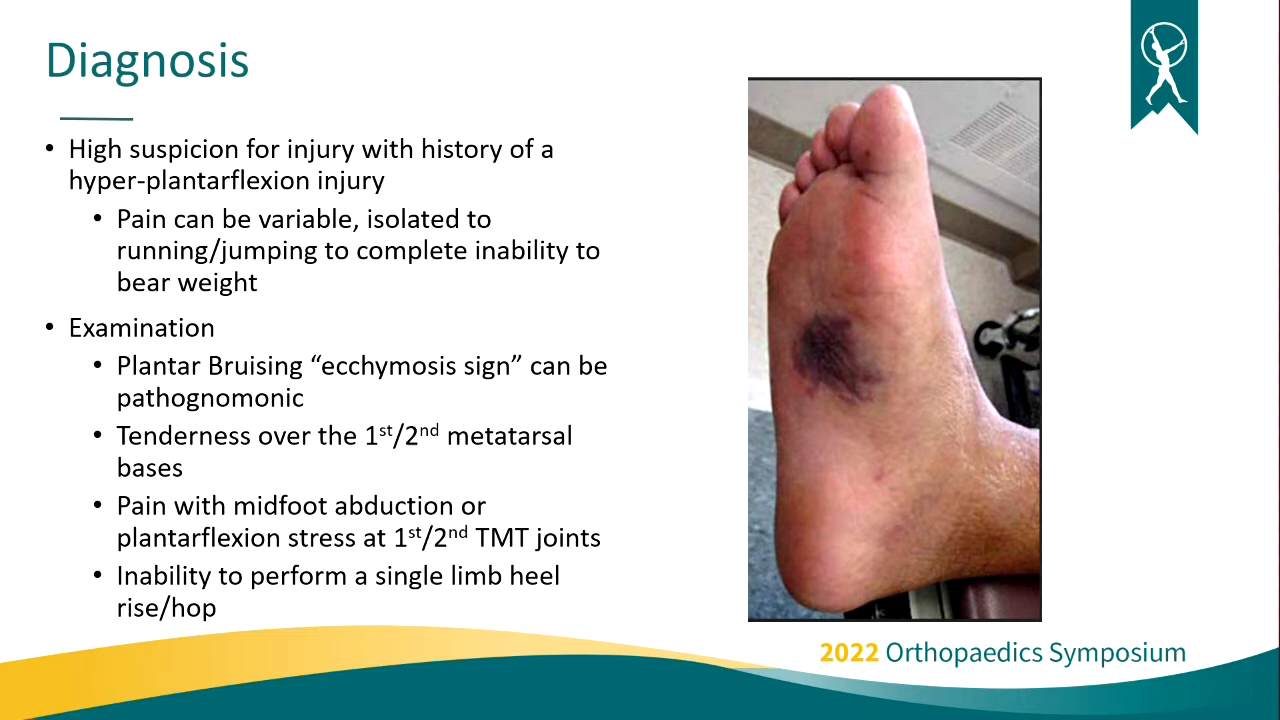 Diagnosis
• High suspicion for injury with history of a
hyper-plantarflexion injury
• Pain can be variable, isolated to
running/jumping to complete inability to
bear weight
• Examination
• Plantar Bruising “ecchymosis sign” can be
pathognomonic
• Tenderness over the 1st/2nd metatarsal
bases
• Pain with midfoot abduction or
plantarflexion stress at 1st/2nd TMT joints
• Inability to perform a single limb heel
rise/hop
2022 Orthopaedics Symposium